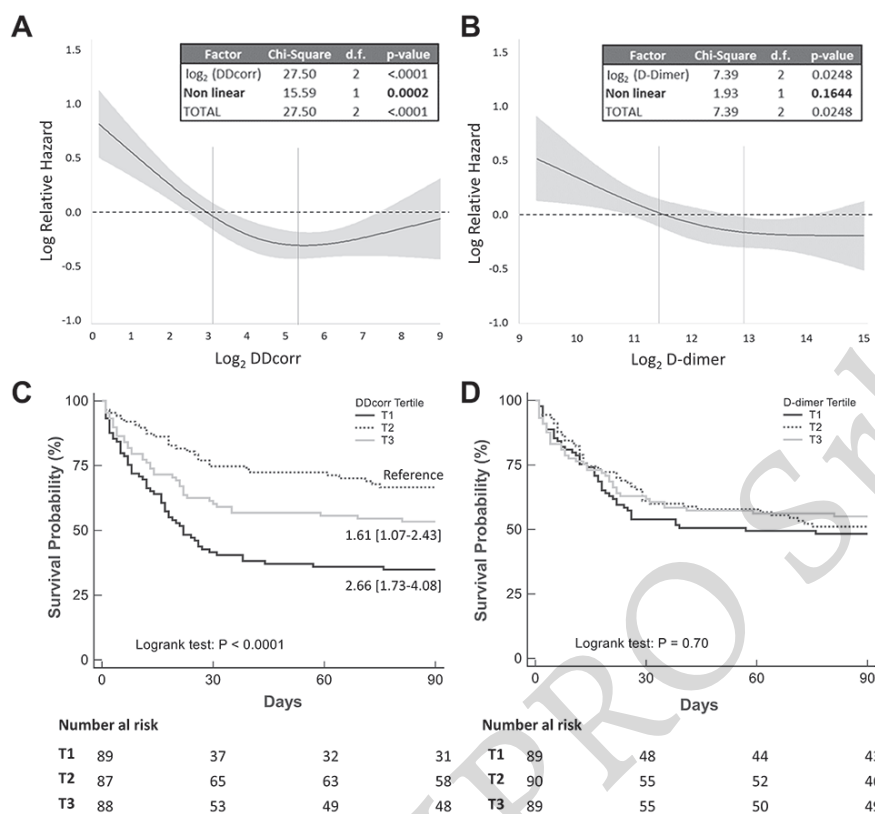 A
Factor Chi-Square d.f. p-value
log2 (DDcorr) 27.50 2 <.0001
Non linear 15.59 1 0.0002
TOTAL 27.50 2 <.0001
1.5
1.0
0.5
0.0
-0.5
-1.0
Log Relative Hazard
0 1 2 3 4 5 6 7 8 9
Log2 DDcorr
B
Factor Chi-Square d.f. p-value
log2 (D-Dimer) 7.39 2 0.0248
Non linear 1.93 1 0.1644
TOTAL 7.39 2 0.0248
1.5
1.0
0.5
0.0
-0.5
-1.0
Log Relative Hazard
9 10 11 12 13 14 15
Log2 D-dimer
C
DDcorr Tertile
T1
T2
T3
100
75
50
25
0
Survival Probability (%)
Reference
1.61 [1.07-2.43]
2.66 [1.73-4.08]
Logrank test: P < 0.0001
0 30 60 90
Days
Number al risk
T1 89 37 32 31
T2 87 65 63 58
T3 88 53 49 48
D
D-dimer Tertile
T1
T2
T3
100
75
50
25
0
Survival Probability (%)
Logrank test: P = 0.70
0 30 60 90
Days
Number al risk
T1 89 48 44
T2 90 55 52
T3 89 55 50
PRO Srl